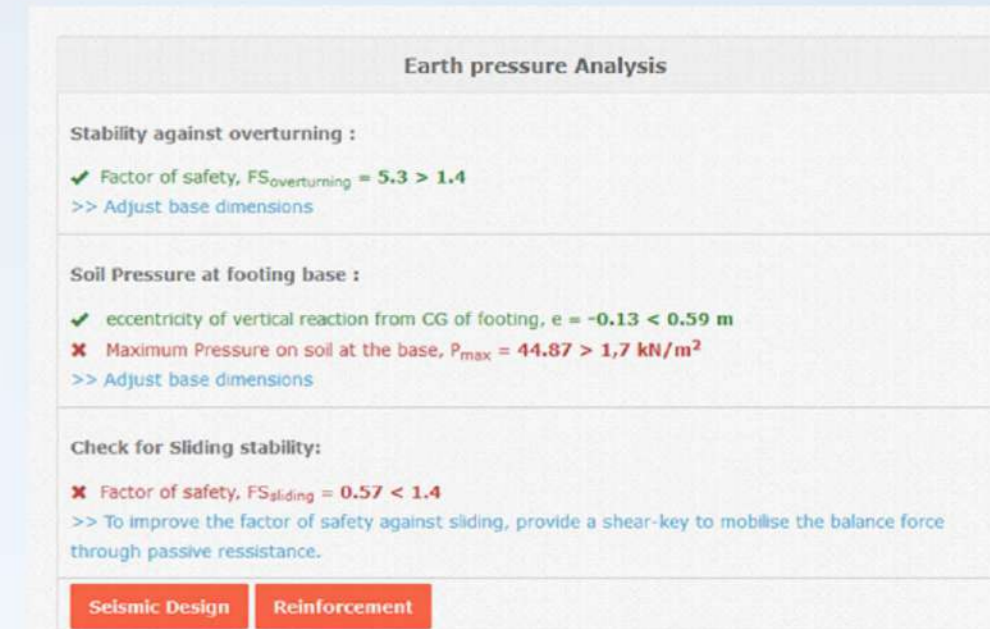 Earth pressure Analysis
Stability against overturning :
✔ Factor of safety, FSoverturning = 5.3 > 1.4
>> Adjust base dimensions
Soil Pressure at footing base :
✔ eccentricity of vertical reaction from CG of footing, e = -0.13 < 0.59 m
✖ Maximum Pressure on soil at the base, Pmax = 44.87 > 1,7 kN/m²
>> Adjust base dimensions
Check for Sliding stability:
✖ Factor of safety, FSsliding = 0.57 < 1.4
>> To improve the factor of safety against sliding, provide a shear-key to mobilise the balance force
through passive ressistance.
Seismic Design Reinforcement